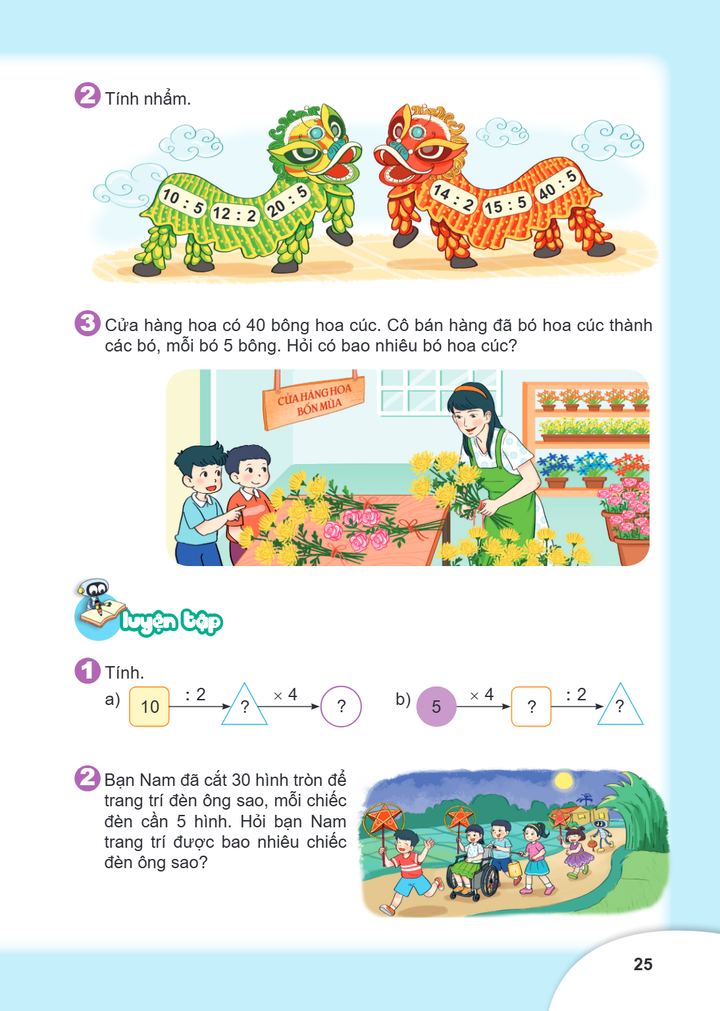 2 Tính nhẩm.
10 : 5 12 : 2 20 : 5 14 : 2 15 : 5 40 : 5
3 Cửa hàng hoa có 40 bông hoa cúc. Cô bán hàng đã bó hoa cúc thành
các bó, mỗi bó 5 bông. Hỏi có bao nhiêu bó hoa cúc?
CỬA HÀNG HOA
BỐN MÙA
luyện tập
1 Tính.
a) 10 : 2 ? × 4 ? b) 5 × 4 ? : 2 ?
2 Bạn Nam đã cắt 30 hình tròn để
trang trí đèn ông sao, mỗi chiếc
đèn cần 5 hình. Hỏi bạn Nam
trang trí được bao nhiêu chiếc
đèn ông sao?
25